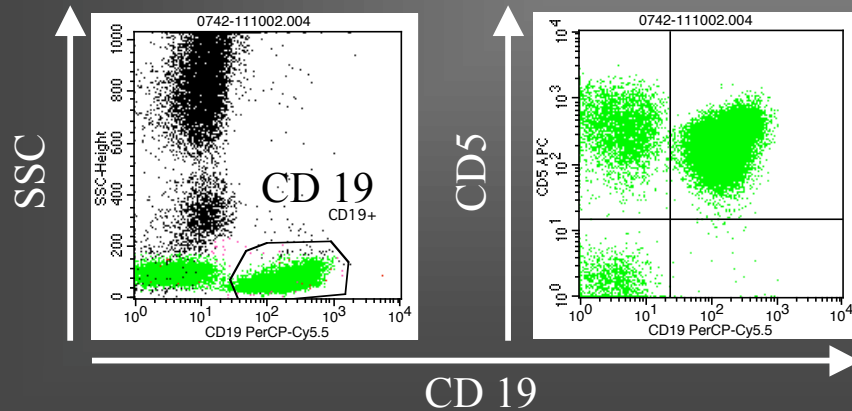 0742-111002.004
SSC
SSC-Height
1000
800
600
400
200
0
CD 19
CD19+
10^0 10^1 10^2 10^3 10^4
CD19 PerCP-Cy5.5
0742-111002.004
CD5
CD5 APC
10^4
10^3
10^2
10^1
10^0
10^0 10^1 10^2 10^3 10^4
CD19 PerCP-Cy5.5
CD 19